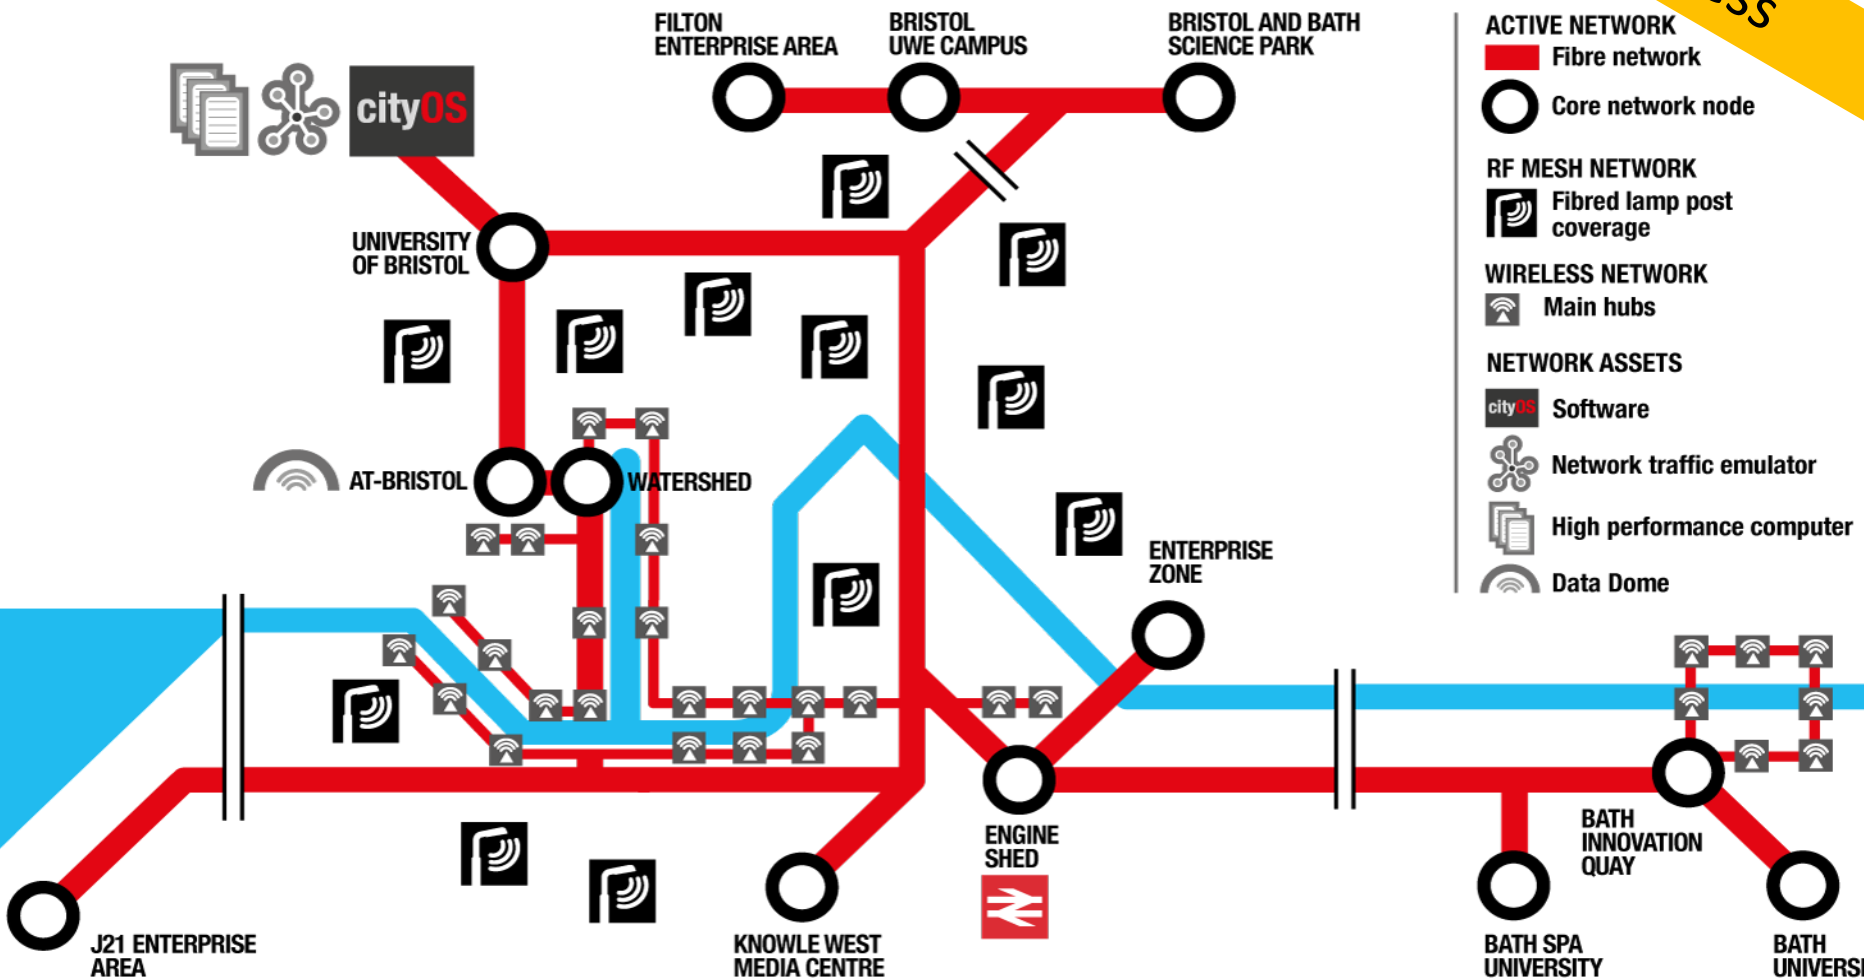 FILTON
ENTERPRISE AREA
BRISTOL
UWE CAMPUS
BRISTOL AND BATH
SCIENCE PARK
cityOS
UNIVERSITY
OF BRISTOL
AT-BRISTOL
WATERSHED
ENTERPRISE
ZONE
ENGINE
SHED
BATH
INNOVATION
QUAY
J21 ENTERPRISE
AREA
KNOWLE WEST
MEDIA CENTRE
BATH SPA
UNIVERSITY
BATH
ACTIVE NETWORK
Fibre network
Core network node
RF MESH NETWORK
Fibred lamp post
coverage
WIRELESS NETWORK
Main hubs
NETWORK ASSETS
cityOS
Software
Network traffic emulator
High performance computer
Data Dome